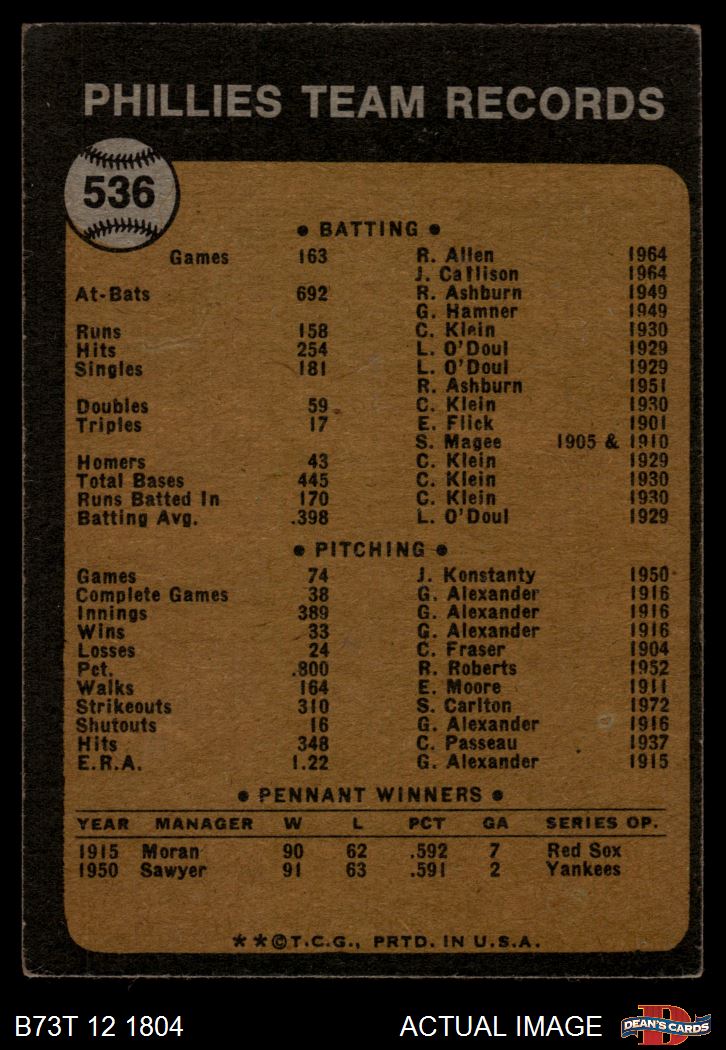 PHILLIES TEAM RECORDS
536
• BATTING •
Games 163 R. Allen 1964
J. Callison 1964
At-Bats 692 R. Ashburn 1949
G. Hamner 1949
Runs 158 C. Klein 1930
Hits 254 L. O'Doul 1929
Singles 181 L. O'Doul 1929
R. Ashburn 1951
Doubles 59 C. Klein 1930
Triples 17 E. Flick 1901
S. Magee 1905 & 1910
Homers 43 C. Klein 1929
Total Bases 445 C. Klein 1930
Runs Batted In 170 C. Klein 1930
Batting Avg. .398 L. O'Doul 1929
• PITCHING •
Games 74 J. Konstanty 1950
Complete Games 38 G. Alexander 1916
Innings 389 G. Alexander 1916
Wins 33 G. Alexander 1916
Losses 24 C. Fraser 1904
Pct. .800 R. Roberts 1952
Walks 164 E. Moore 1911
Strikeouts 310 S. Carlton 1972
Shutouts 16 G. Alexander 1916
Hits 348 C. Passeau 1937
E.R.A. 1.22 G. Alexander 1915
• PENNANT WINNERS •
YEAR MANAGER W L PCT GA SERIES OP.
1915 Moran 90 62 .592 7 Red Sox
1950 Sawyer 91 63 .591 2 Yankees
**©T.C.G., PRTD. IN U.S.A.
B73T 12 1804 ACTUAL IMAGE D DEAN'S CARDS